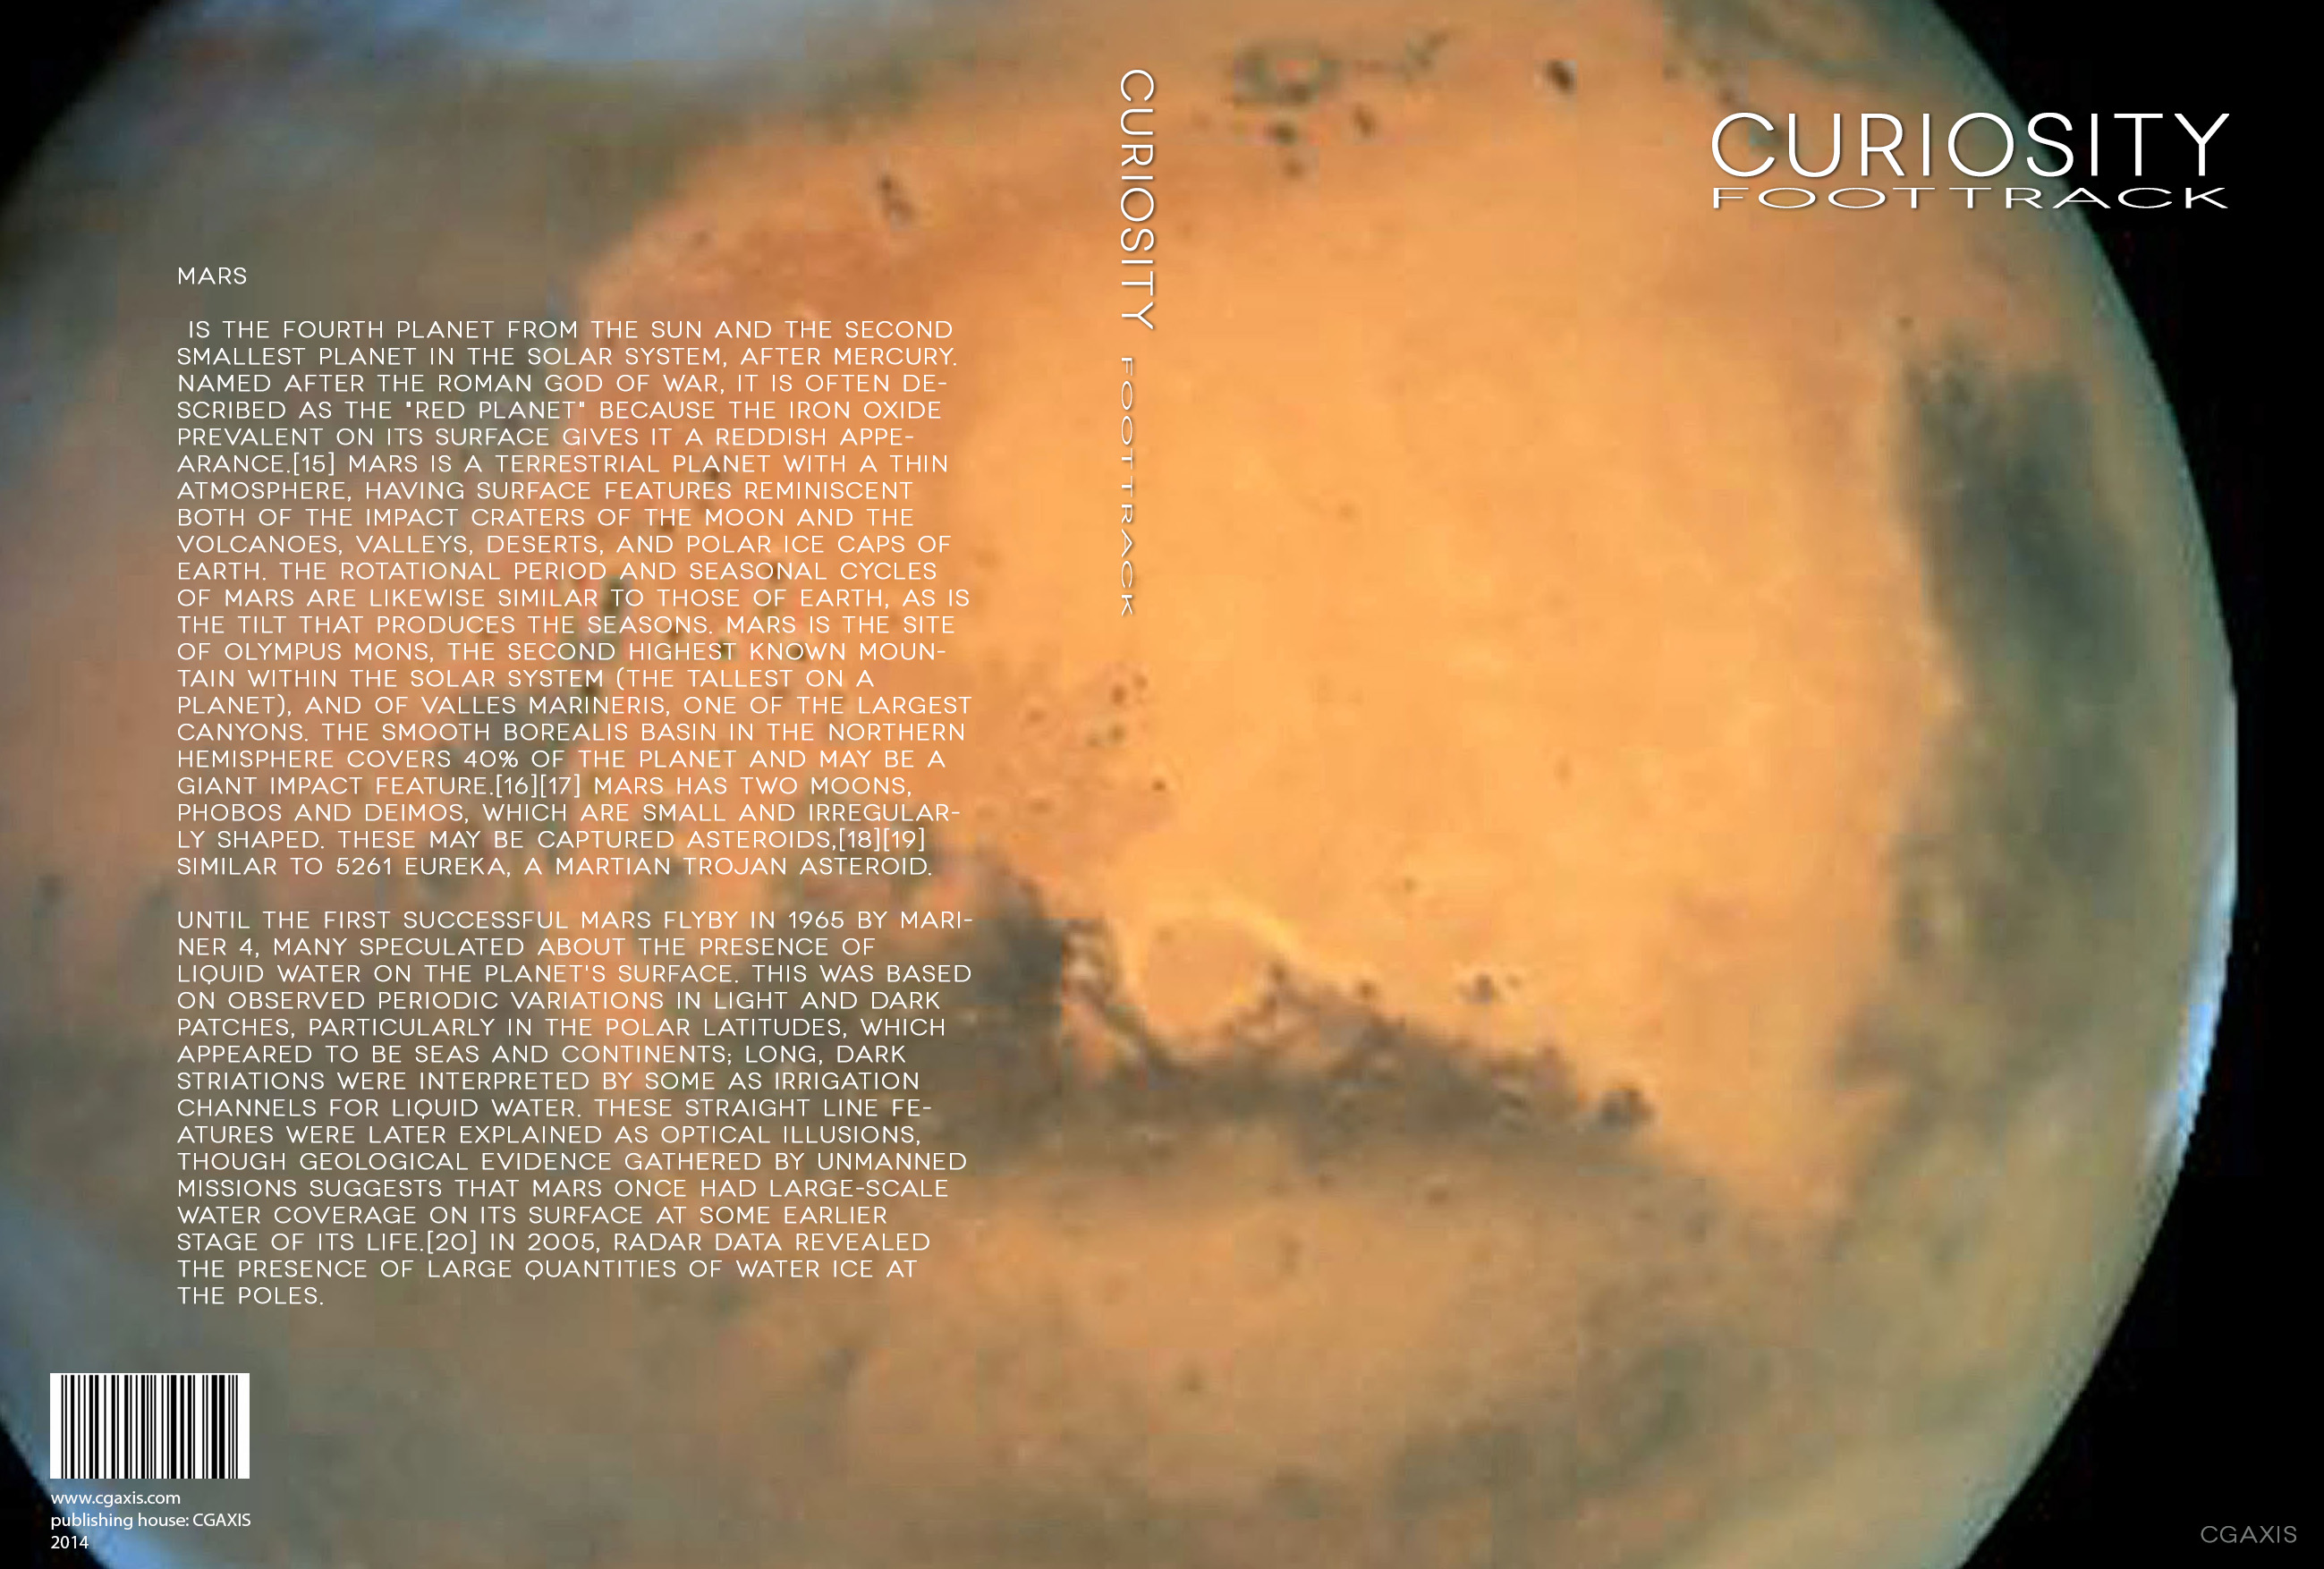 MARS
IS THE FOURTH PLANET FROM THE SUN AND THE SECOND
SMALLEST PLANET IN THE SOLAR SYSTEM, AFTER MERCURY.
NAMED AFTER THE ROMAN GOD OF WAR, IT IS OFTEN DE-
SCRIBED AS THE "RED PLANET" BECAUSE THE IRON OXIDE
PREVALENT ON ITS SURFACE GIVES IT A REDDISH APPE-
ARANCE.[15] MARS IS A TERRESTRIAL PLANET WITH A THIN
ATMOSPHERE, HAVING SURFACE FEATURES REMINISCENT
BOTH OF THE IMPACT CRATERS OF THE MOON AND THE
VOLCANOES, VALLEYS, DESERTS, AND POLAR ICE CAPS OF
EARTH. THE ROTATIONAL PERIOD AND SEASONAL CYCLES
OF MARS ARE LIKEWISE SIMILAR TO THOSE OF EARTH, AS IS
THE TILT THAT PRODUCES THE SEASONS. MARS IS THE SITE
OF OLYMPUS MONS, THE SECOND HIGHEST KNOWN MOUN-
TAIN WITHIN THE SOLAR SYSTEM (THE TALLEST ON A
PLANET), AND OF VALLES MARINERIS, ONE OF THE LARGEST
CANYONS. THE SMOOTH BOREALIS BASIN IN THE NORTHERN
HEMISPHERE COVERS 40% OF THE PLANET AND MAY BE A
GIANT IMPACT FEATURE.[16][17] MARS HAS TWO MOONS,
PHOBOS AND DEIMOS, WHICH ARE SMALL AND IRREGULAR-
LY SHAPED. THESE MAY BE CAPTURED ASTEROIDS,[18][19]
SIMILAR TO 5261 EUREKA, A MARTIAN TROJAN ASTEROID.
UNTIL THE FIRST SUCCESSFUL MARS FLYBY IN 1965 BY MARI-
NER 4, MANY SPECULATED ABOUT THE PRESENCE OF
LIQUID WATER ON THE PLANET'S SURFACE. THIS WAS BASED
ON OBSERVED PERIODIC VARIATIONS IN LIGHT AND DARK
PATCHES, PARTICULARLY IN THE POLAR LATITUDES, WHICH
APPEARED TO BE SEAS AND CONTINENTS; LONG, DARK
STRIATIONS WERE INTERPRETED BY SOME AS IRRIGATION
CHANNELS FOR LIQUID WATER. THESE STRAIGHT LINE FE-
ATURES WERE LATER EXPLAINED AS OPTICAL ILLUSIONS,
THOUGH GEOLOGICAL EVIDENCE GATHERED BY UNMANNED
MISSIONS SUGGESTS THAT MARS ONCE HAD LARGE-SCALE
WATER COVERAGE ON ITS SURFACE AT SOME EARLIER
STAGE OF ITS LIFE.[20] IN 2005, RADAR DATA REVEALED
THE PRESENCE OF LARGE QUANTITIES OF WATER ICE AT
THE POLES.
www.cgaxis.com
publishing house: CGAXIS
2014
CURIOSITY FOOTTRACK
CURIOSITY
FOOTTRACK
CGAXIS